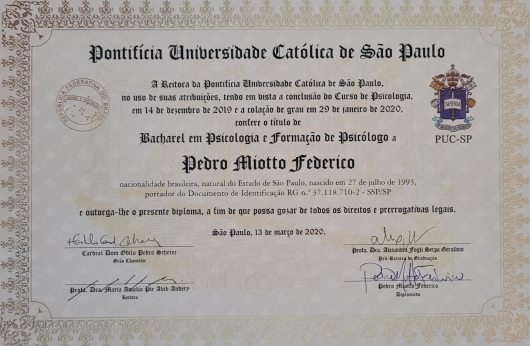 Pontifícia Universidade Católica de São Paulo
A Reitora da Pontifícia Universidade Católica de São Paulo,
no uso de suas atribuições, tendo em vista a conclusão do Curso de Psicologia,
em 14 de dezembro de 2019 e a colação de grau em 29 de janeiro de 2020,
confere o título de
Bacharel em Psicologia e Formação de Psicólogo a
Pedro Miotto Federico
nacionalidade brasileira, natural do Estado de São Paulo, nascido em 27 de julho de 1993,
portador do Documento de Identificação RG n.º 37.118.710-2 - SSP/SP
e outorga-lhe o presente diploma, a fim de que possa gozar de todos os direitos e prerrogativas legais.
São Paulo, 13 de março de 2020.
PUC-SP
Cardeal Dom Odilo Pedro Scherer
Grão Chanceler
Profa. Dra. Alexandra Fogli Serpa Geraldini
Pró-Reitora de Graduação
Profa. Dra. Maria Amalia Pie Abib Andery
Reitora
Pedro Miotto Federico
Diplomado